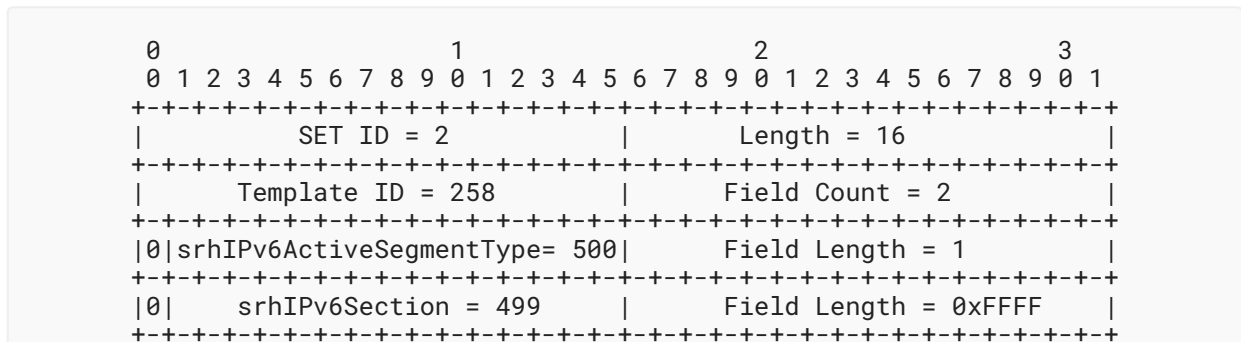 0                   1                   2                   3
0 1 2 3 4 5 6 7 8 9 0 1 2 3 4 5 6 7 8 9 0 1 2 3 4 5 6 7 8 9 0 1
+-+-+-+-+-+-+-+-+-+-+-+-+-+-+-+-+-+-+-+-+-+-+-+-+-+-+-+-+-+-+-+-+
|          SET ID = 2           |       Length = 16             |
+-+-+-+-+-+-+-+-+-+-+-+-+-+-+-+-+-+-+-+-+-+-+-+-+-+-+-+-+-+-+-+-+
|      Template ID = 258        |      Field Count = 2          |
+-+-+-+-+-+-+-+-+-+-+-+-+-+-+-+-+-+-+-+-+-+-+-+-+-+-+-+-+-+-+-+-+
|0|srhIPv6ActiveSegmentType= 500|      Field Length = 1         |
+-+-+-+-+-+-+-+-+-+-+-+-+-+-+-+-+-+-+-+-+-+-+-+-+-+-+-+-+-+-+-+-+
|0|    srhIPv6Section = 499     |      Field Length = 0xFFFF    |
+-+-+-+-+-+-+-+-+-+-+-+-+-+-+-+-+-+-+-+-+-+-+-+-+-+-+-+-+-+-+-+-+